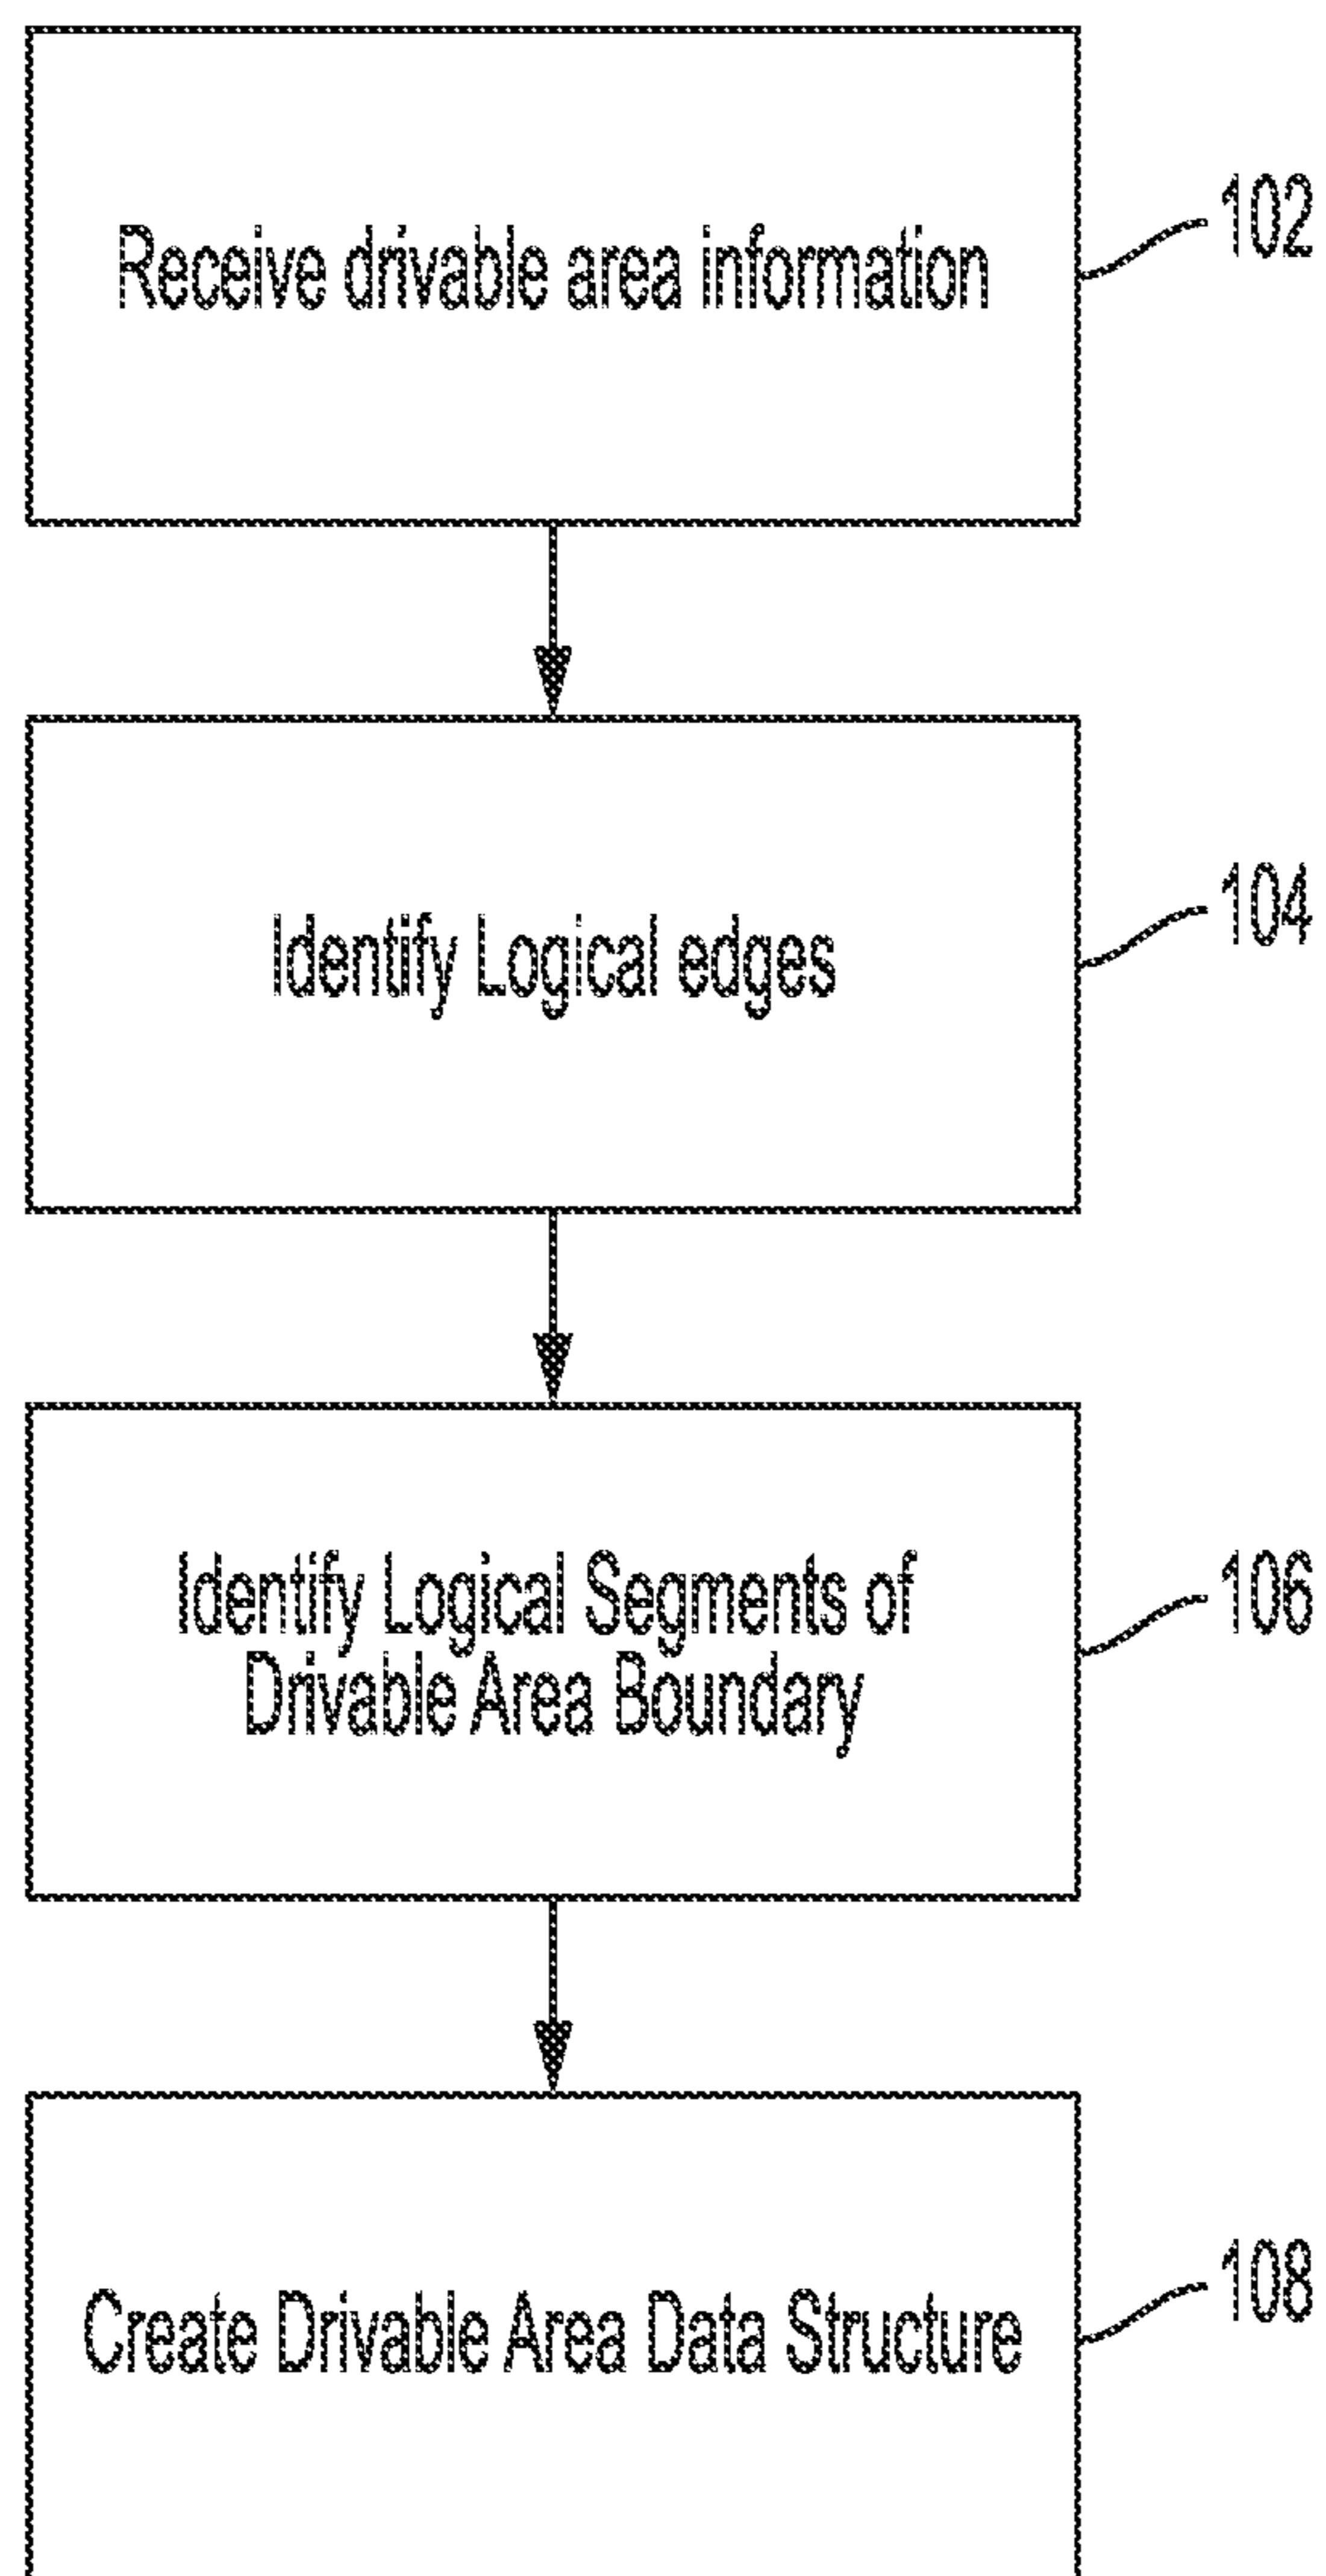 Receive drivable area information
102
Identify Logical edges
104
Identify Logical Segments of
Drivable Area Boundary
106
Create Drivable Area Data Structure
108